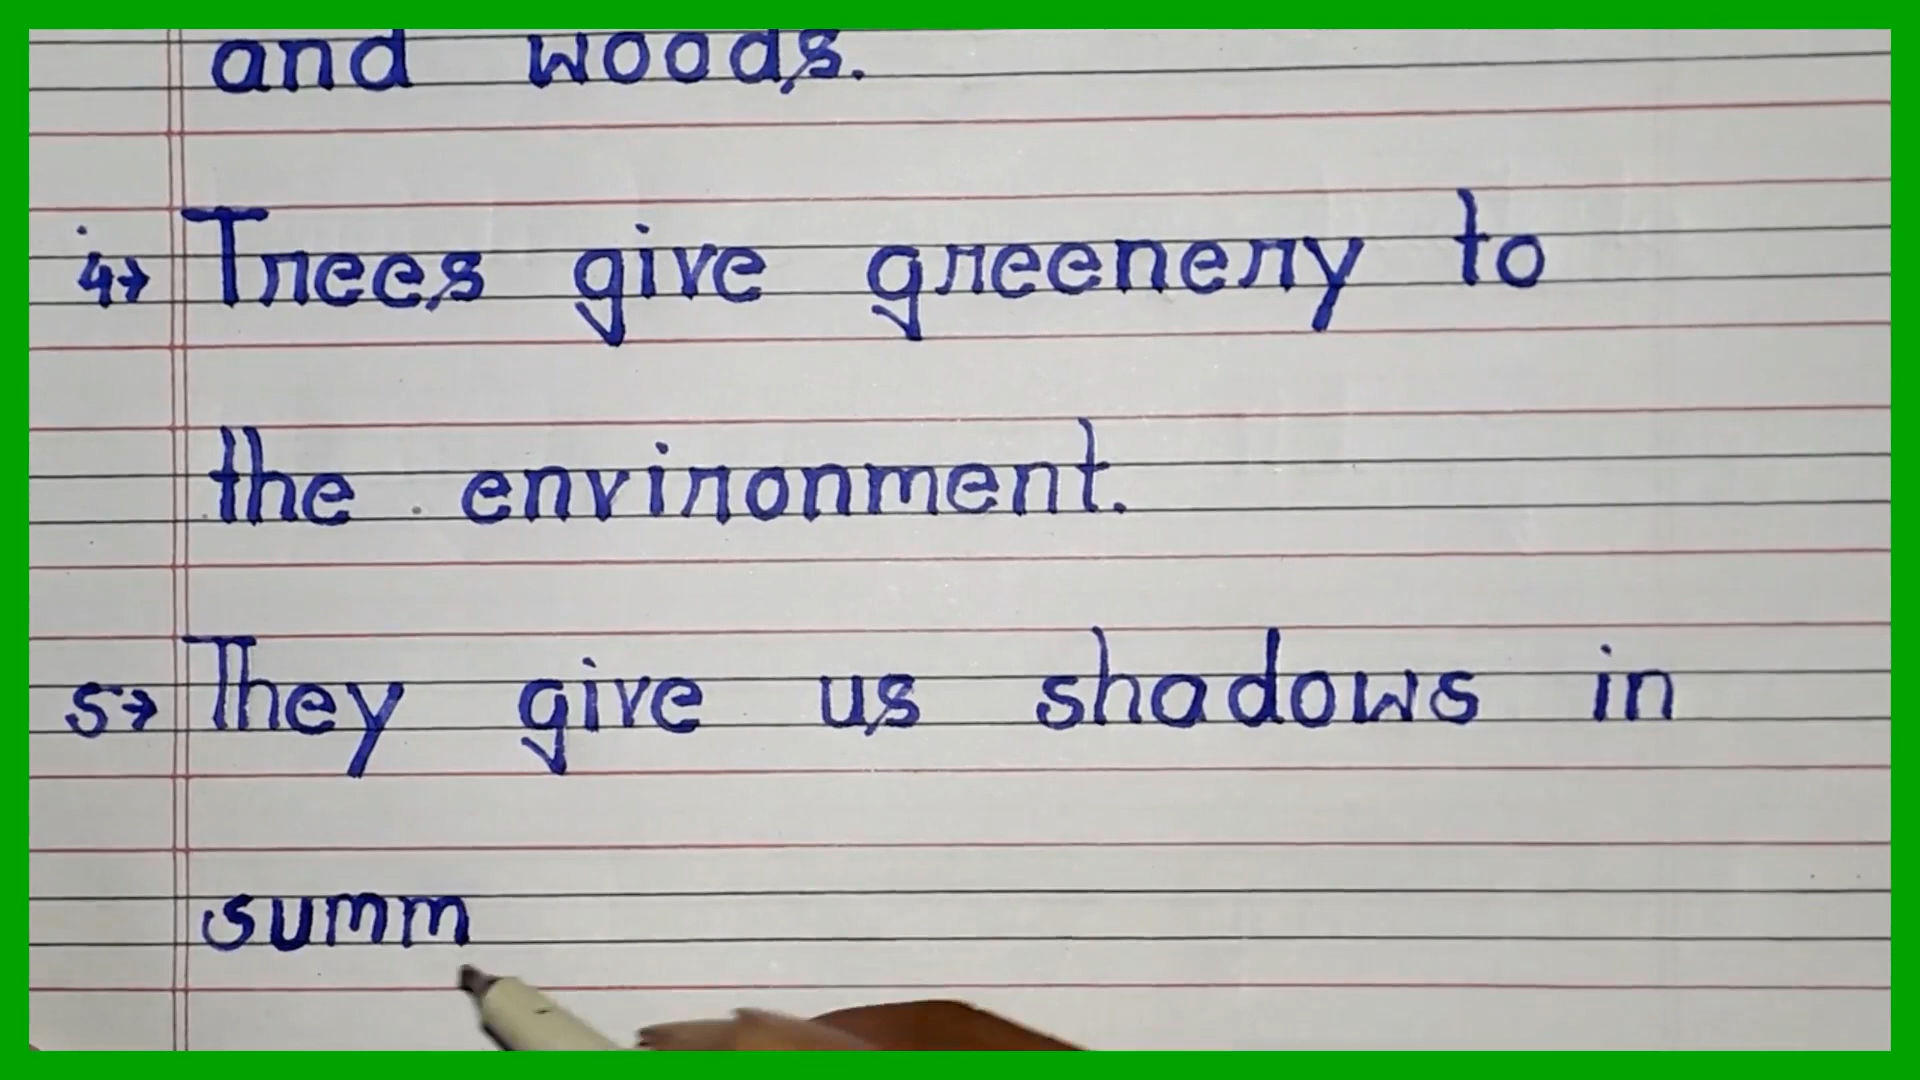 and woods.
4→ Trees give greenery to
the environment.
5→ They give us shadows in
summ